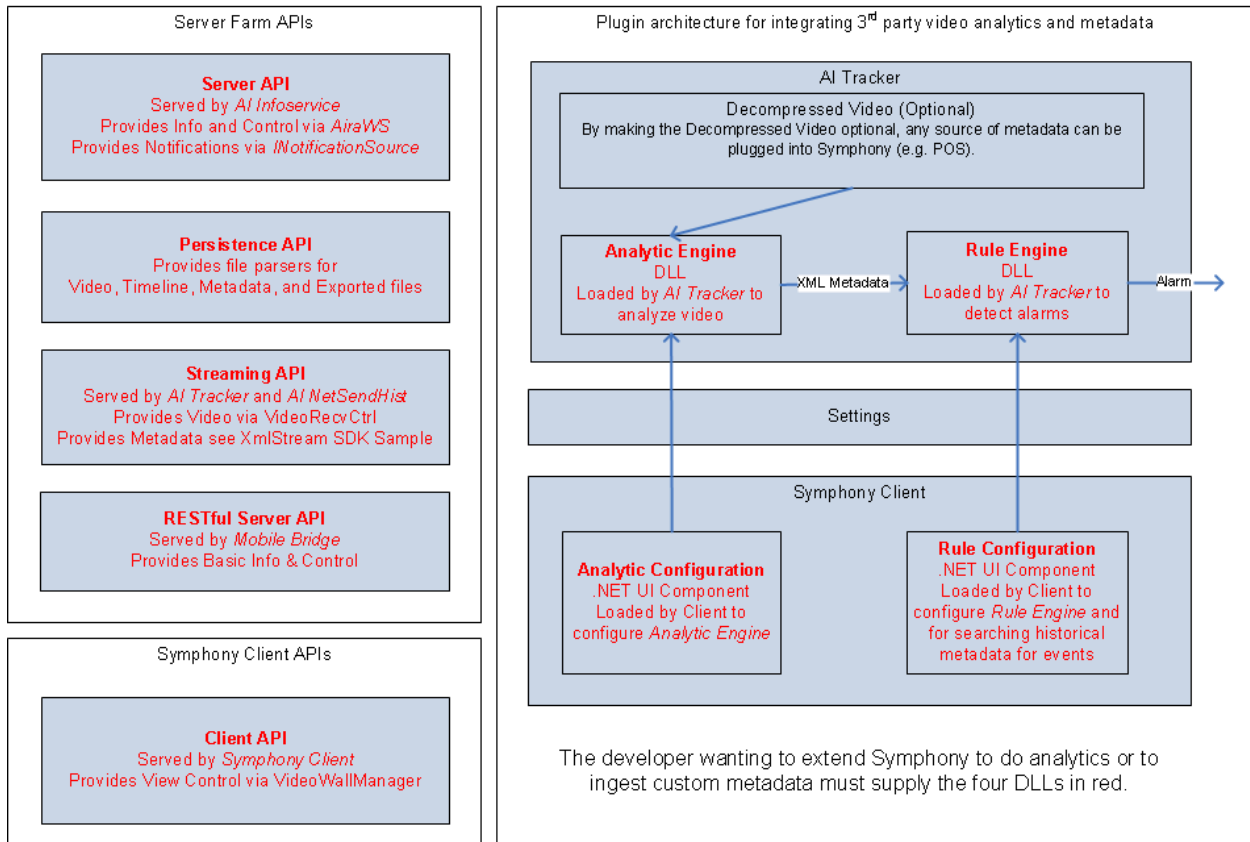 Server Farm APIs
Server API
Served by AI Infoservice
Provides Info and Control via AiraWS
Provides Notifications via INotificationSource
Persistence API
Provides file parsers for
Video, Timeline, Metadata, and Exported files
Streaming API
Served by AI Tracker and AI NetSendHist
Provides Video via VideoRecvCtrl
Provides Metadata see XmlStream SDK Sample
RESTful Server API
Served by Mobile Bridge
Provides Basic Info & Control
Symphony Client APIs
Client API
Served by Symphony Client
Provides View Control via VideoWallManager
Plugin architecture for integrating 3rd party video analytics and metadata
AI Tracker
Decompressed Video (Optional)
By making the Decompressed Video optional, any source of metadata can be
plugged into Symphony (e.g. POS).
Analytic Engine
DLL
Loaded by AI Tracker to
analyze video
XML Metadata
Rule Engine
DLL
Loaded by AI Tracker to
detect alarms
Alarm
Settings
Symphony Client
Analytic Configuration
.NET UI Component
Loaded by Client to
configure Analytic Engine
Rule Configuration
.NET UI Component
Loaded by Client to
configure Rule Engine and
for searching historical
metadata for events
The developer wanting to extend Symphony to do analytics or to
ingest custom metadata must supply the four DLLs in red.